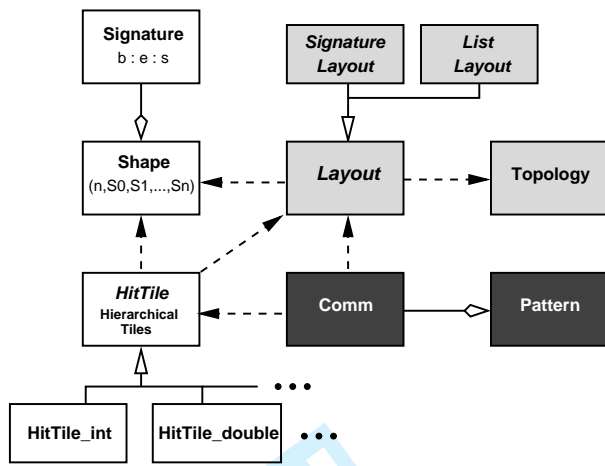 Signature
b : e : s
Signature
Layout
List
Layout
Shape
(n,S0,S1,...,Sn)
Layout
Topology
HitTile
Hierarchical
Tiles
Comm
Pattern
HitTile_int
HitTile_double